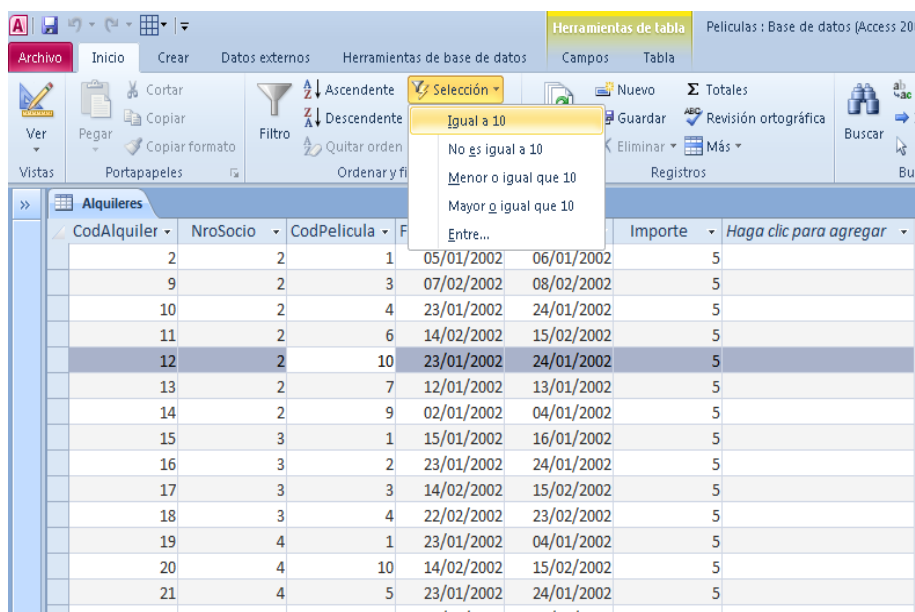 A
Herramientas de tabla Peliculas : Base de datos (Access 20
Archivo Inicio Crear Datos externos Herramientas de base de datos Campos Tabla
Ver
Vistas
Pegar
Cortar
Copiar
Copiar formato
Portapapeles
Filtro
Ascendente
Descendente
Quitar orden
Ordenar y fi
Selección
Igual a 10
No es igual a 10
Menor o igual que 10
Mayor o igual que 10
Entre...
Nuevo
Guardar
Eliminar
Σ Totales
Revisión ortográfica
Más
Registros
Buscar
Bu
» Alquileres
CodAlquiler NroSocio CodPelicula F Importe Haga clic para agregar
2 2 1 05/01/2002 06/01/2002 5
9 2 3 07/02/2002 08/02/2002 5
10 2 4 23/01/2002 24/01/2002 5
11 2 6 14/02/2002 15/02/2002 5
12 2 10 23/01/2002 24/01/2002 5
13 2 7 12/01/2002 13/01/2002 5
14 2 9 02/01/2002 04/01/2002 5
15 3 1 15/01/2002 16/01/2002 5
16 3 2 23/01/2002 24/01/2002 5
17 3 3 14/02/2002 15/02/2002 5
18 3 4 22/02/2002 23/02/2002 5
19 4 1 23/01/2002 04/01/2002 5
20 4 10 14/02/2002 15/02/2002 5
21 4 5 23/01/2002 24/01/2002 5